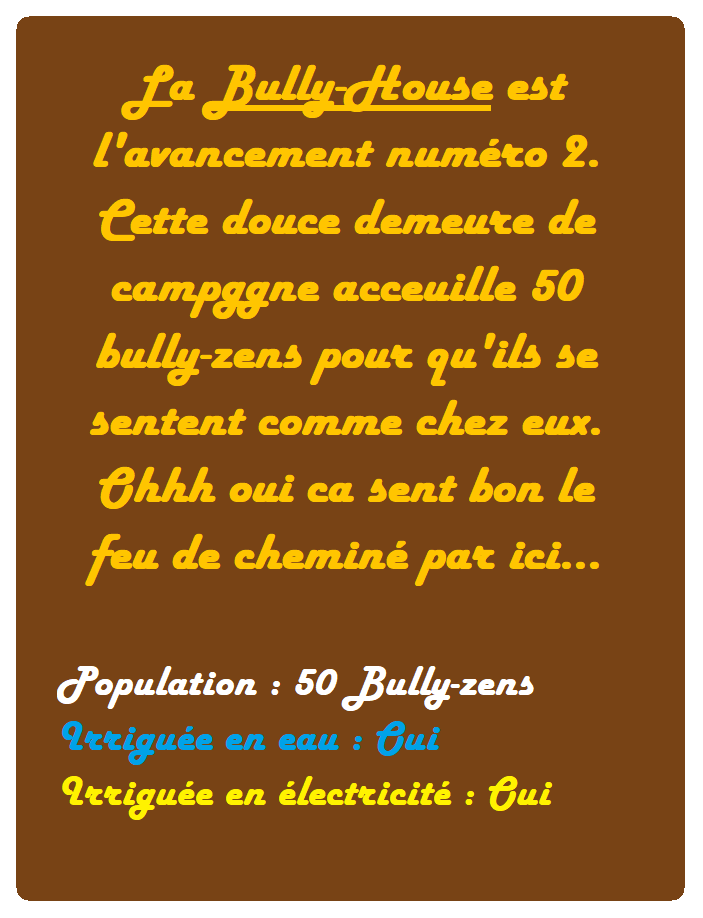 La Bully-House est
l'avancement numéro 2.
Cette douce demeure de
campggne acceuille 50
bully-zens pour qu'ils se
sentent comme chez eux.
Ohhh oui ca sent bon le
feu de cheminé par ici...
Population : 50 Bully-zens
Irriguée en eau : Oui
Irriguée en électricité : Oui